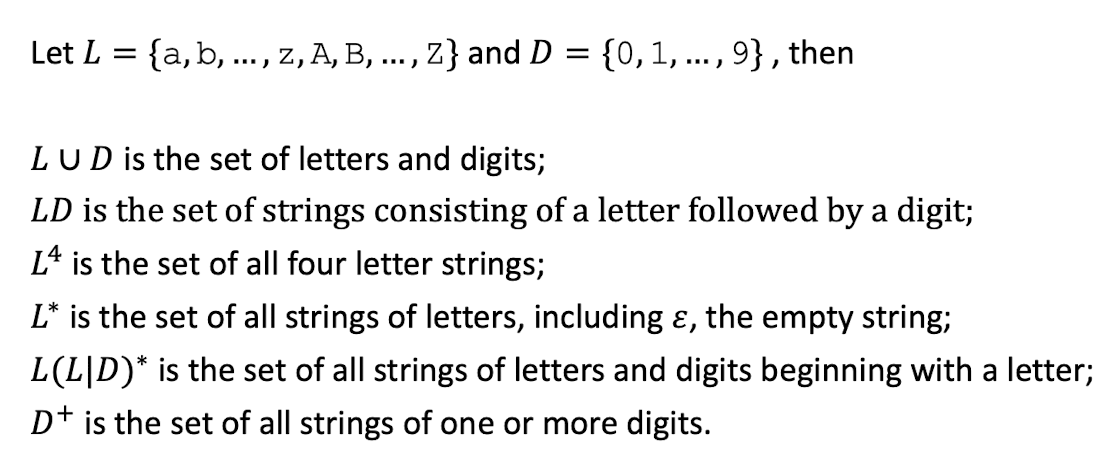 Let L = {a, b, …, z, A, B, …, Z} and D = {0, 1, …, 9} , then
L ∪ D is the set of letters and digits;
LD is the set of strings consisting of a letter followed by a digit;
L⁴ is the set of all four letter strings;
L* is the set of all strings of letters, including ε, the empty string;
L(L|D)* is the set of all strings of letters and digits beginning with a letter;
D⁺ is the set of all strings of one or more digits.